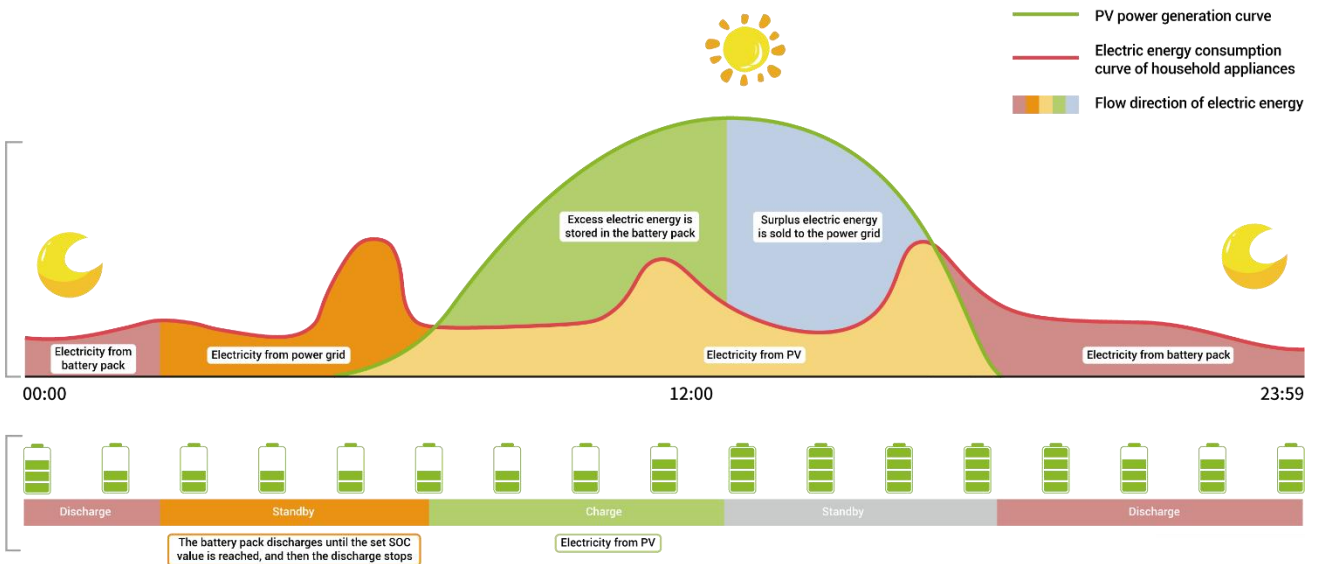 PV power generation curve
Electric energy consumption
curve of household appliances
Flow direction of electric energy
Excess electric energy is
stored in the battery pack
Surplus electric energy
is sold to the power grid
Electricity from
battery pack
Electricity from power grid
Electricity from PV
Electricity from battery pack
00:00
12:00
23:59
Discharge
Standby
Charge
Standby
Discharge
The battery pack discharges until the set SOC
value is reached, and then the discharge stops
Electricity from PV